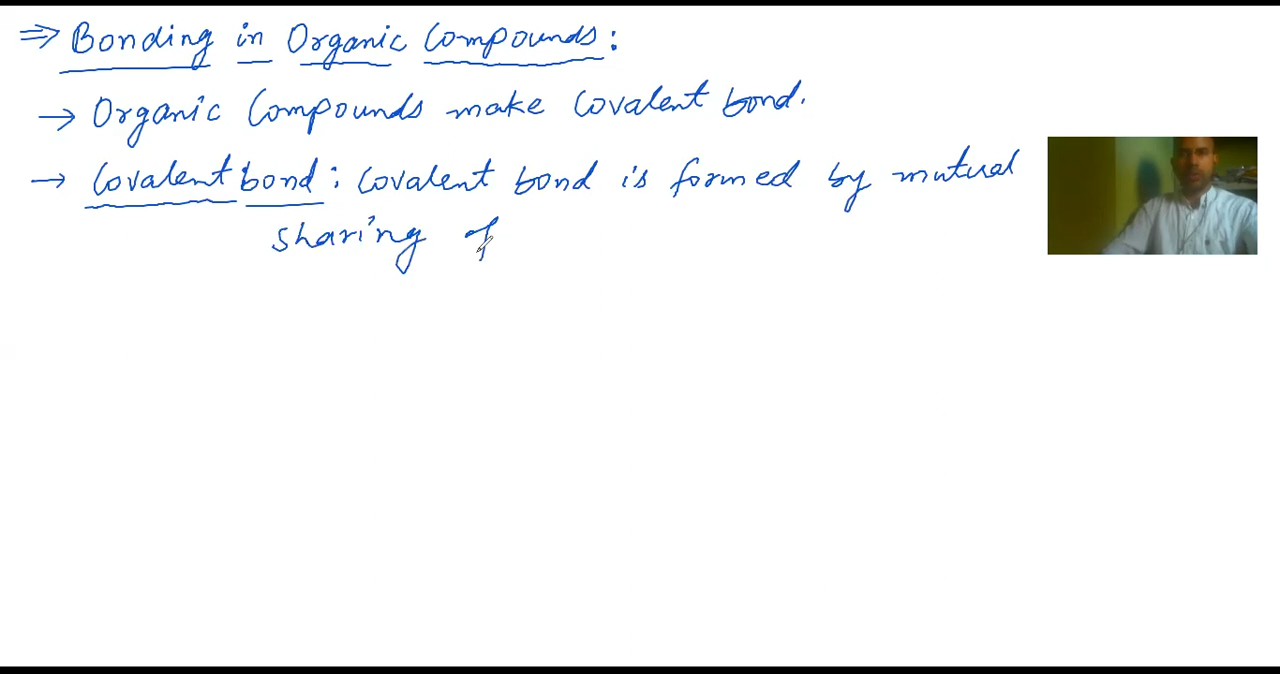 ⇒ Bonding in Organic Compounds:
→ Organic Compounds make Covalent bond.
→ Covalent bond: Covalent bond is formed by mutual
sharing of